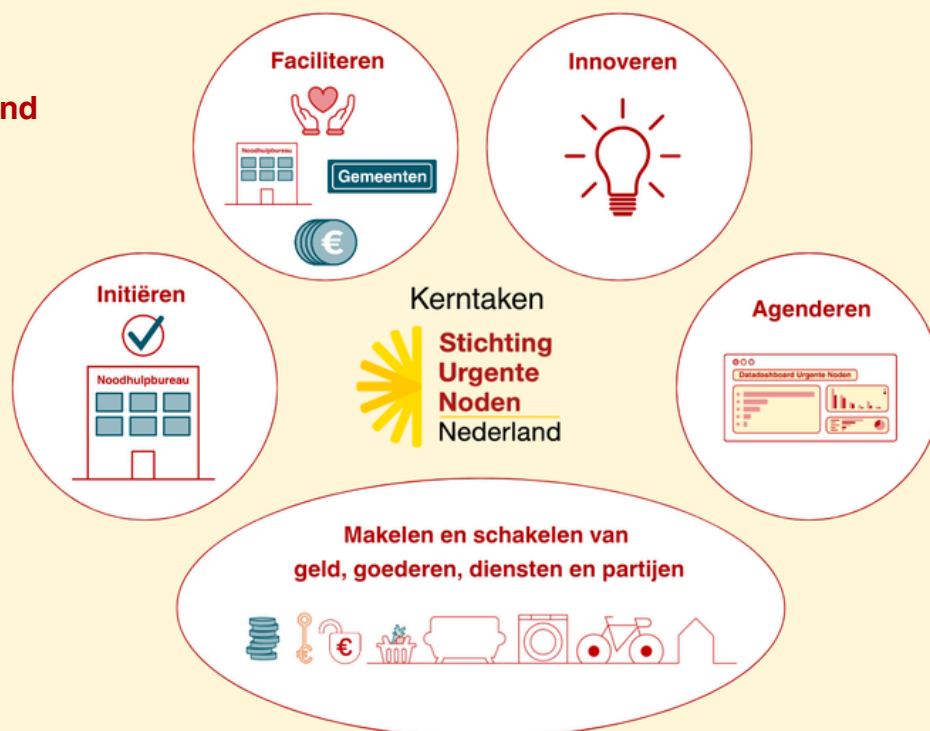 nd
Faciliteren
Noodhulpbureau
Gemeenten
€
Innoveren
Initiëren
Noodhulpbureau
Kerntaken
Stichting
Urgente
Noden
Nederland
Agenderen
Datadashboard Urgente Noden
Makelen en schakelen van
geld, goederen, diensten en partijen
€
€